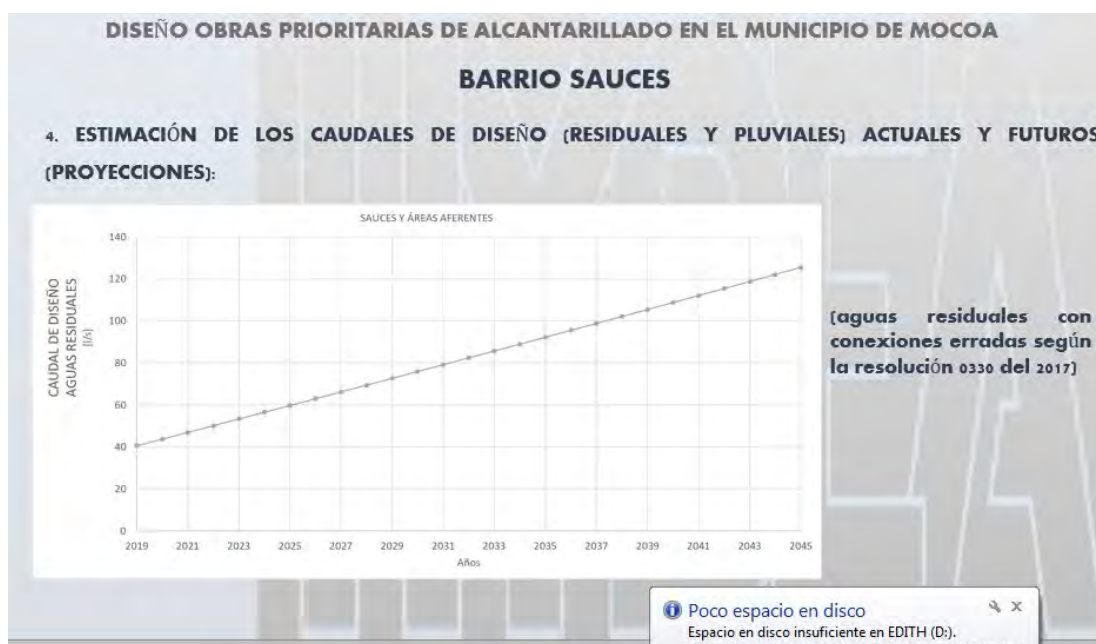 DISEÑO OBRAS PRIORITARIAS DE ALCANTARILLADO EN EL MUNICIPIO DE MOCOA
BARRIO SAUCES
4. ESTIMACIÓN DE LOS CAUDALES DE DISEÑO (RESIDUALES Y PLUVIALES) ACTUALES Y FUTUROS
(PROYECCIONES):
SAUCES Y ÁREAS AFERENTES
CAUDAL DE DISEÑO
AGUAS RESIDUALES
(l/s)
140
120
100
80
60
40
20
0
2019 2021 2023 2025 2027 2029 2031 2033 2035 2037 2039 2041 2043 2045
Años
(aguas residuales con
conexiones erradas según
la resolución 0330 del 2017)
Poco espacio en disco
Espacio en disco insuficiente en EDITH (D:).